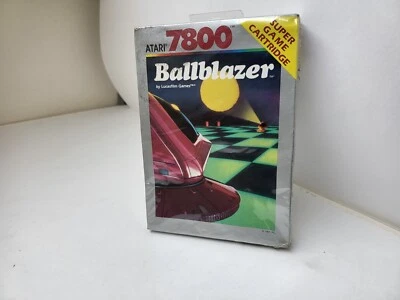 ATARI 7800
SUPER
GAME
CARTRIDGE
Ballblazer
by Lucasfilm Games